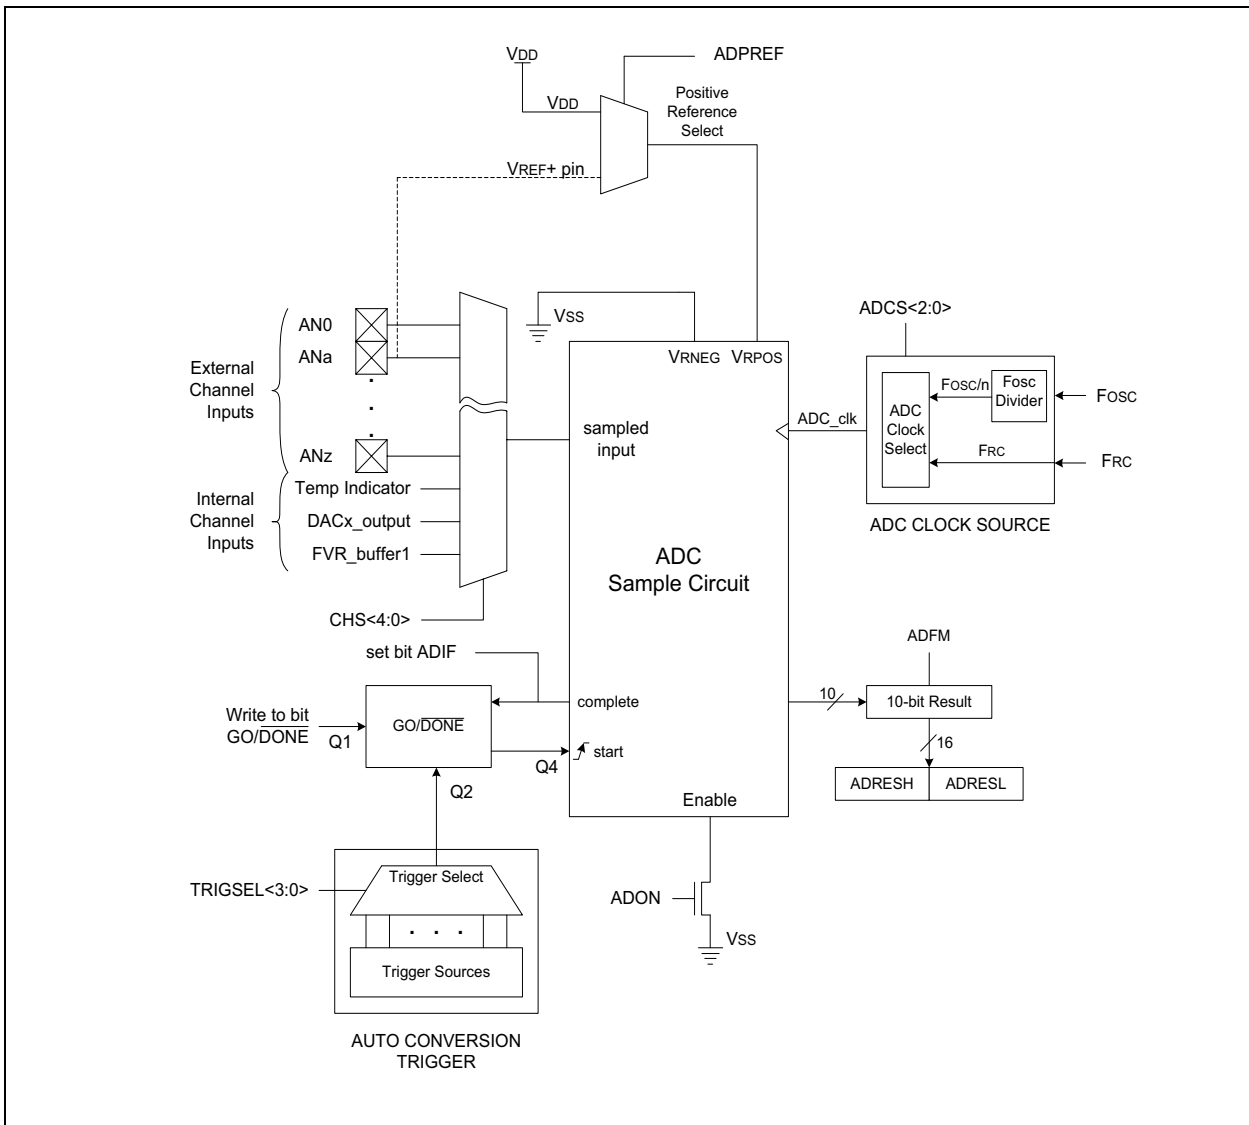 VDD
ADPREF
VDD
Positive
Reference
Select
VREF+ pin
AN0
ANa
External
Channel
Inputs
ANz
Internal
Channel
Inputs
Temp Indicator
DACx_output
FVR_buffer1
CHS<4:0>
VSS
VRNEG
VRPOS
sampled
input
ADC
Sample Circuit
ADC_clk
ADCS<2:0>
ADC
Clock
Select
FOSC/n
Fosc
Divider
FOSC
FRC
FRC
ADC CLOCK SOURCE
set bit ADIF
complete
Write to bit
GO/DONE
Q1
GO/DONE
Q4
start
Q2
Enable
ADFM
10
10-bit Result
16
ADRESH
ADRESL
TRIGSEL<3:0>
Trigger Select
. . .
Trigger Sources
AUTO CONVERSION
TRIGGER
ADON
VSS